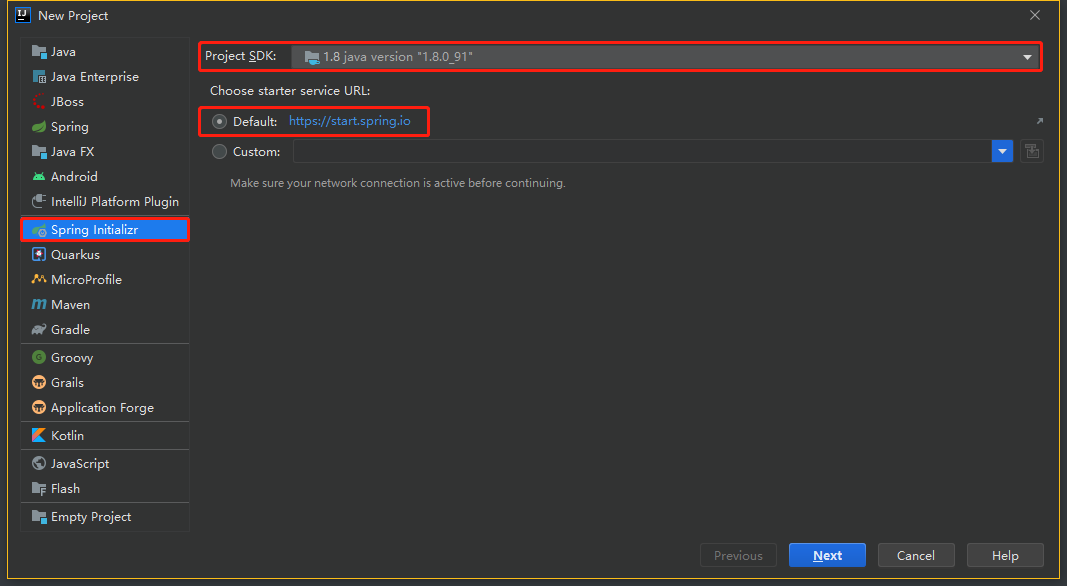 New Project
Java
Java Enterprise
JBoss
Spring
Java FX
Android
IntelliJ Platform Plugin
Spring Initializr
Quarkus
MicroProfile
Maven
Gradle
Groovy
Grails
Application Forge
Kotlin
JavaScript
Flash
Empty Project
Project SDK: 1.8 java version "1.8.0_91"
Choose starter service URL:
Default: https://start.spring.io
Custom:
Make sure your network connection is active before continuing.
Previous Next Cancel Help